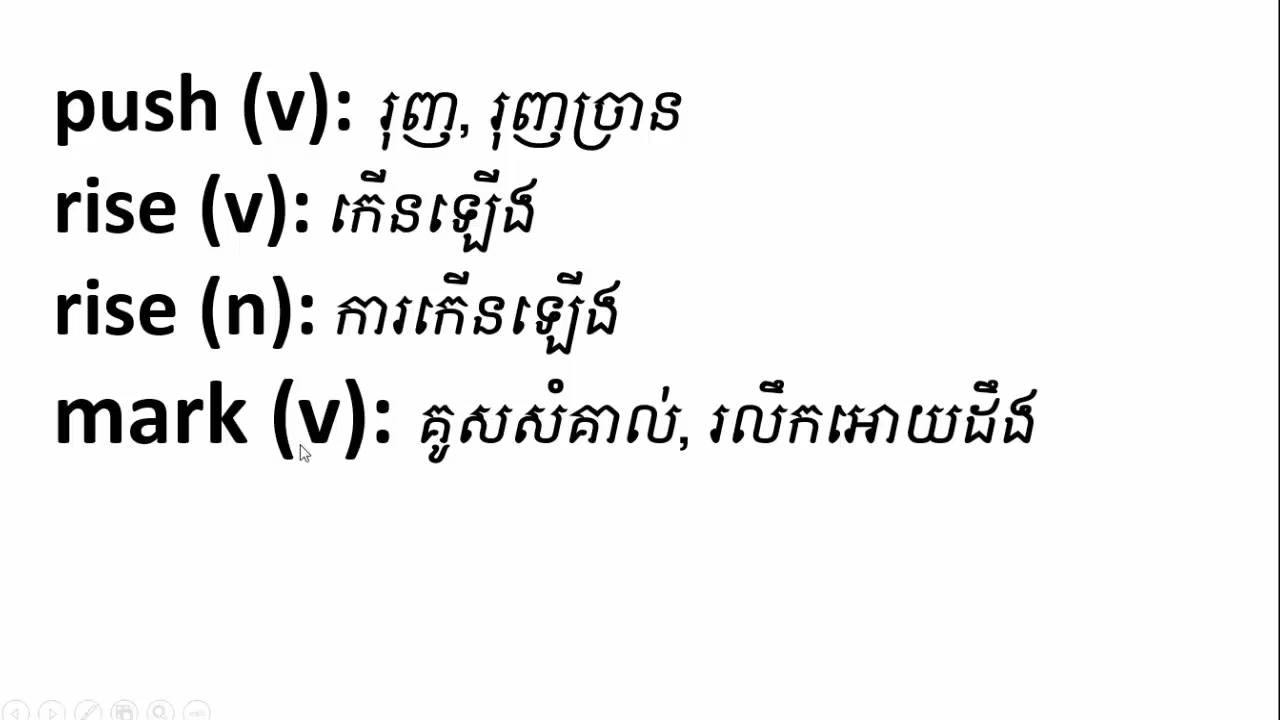 push (v): រុញ, រុញច្រាន
rise (v): កើនឡើង
rise (n): ការកើនឡើង
mark (v): គូសសំគាល់, រលឹកអោយដឹង